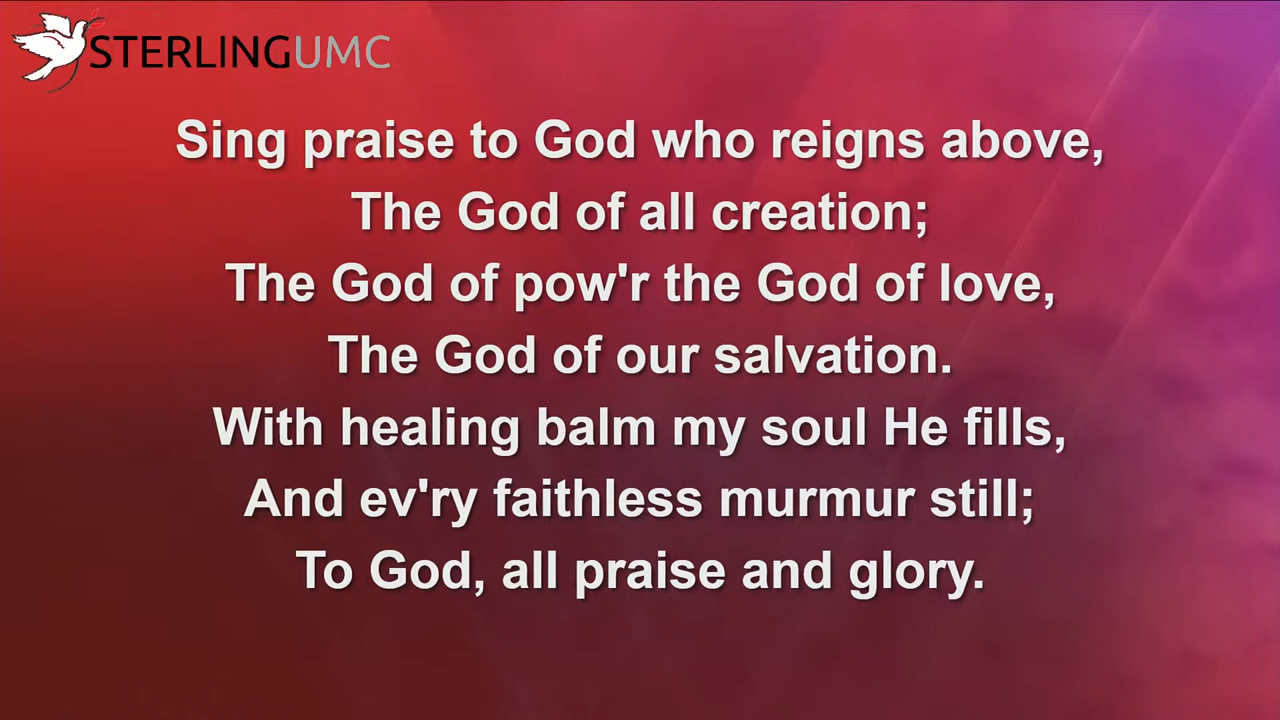 STERLINGUMC
Sing praise to God who reigns above,
The God of all creation;
The God of pow'r the God of love,
The God of our salvation.
With healing balm my soul He fills,
And ev'ry faithless murmur still;
To God, all praise and glory.